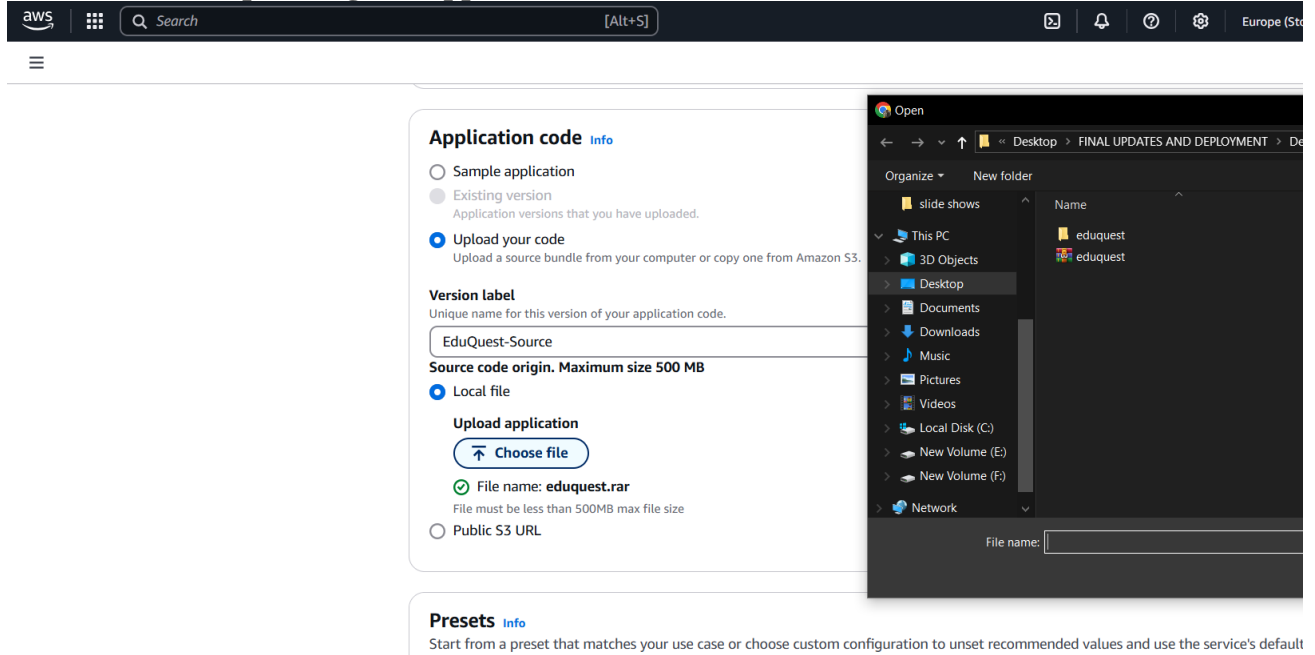 aws
Search
[Alt+S]
Europe (Sto
Application code Info
Sample application
Existing version
Application versions that you have uploaded.
Upload your code
Upload a source bundle from your computer or copy one from Amazon S3.
Version label
Unique name for this version of your application code.
EduQuest-Source
Source code origin. Maximum size 500 MB
Local file
Upload application
Choose file
File name: eduquest.rar
File must be less than 500MB max file size
Public S3 URL
Presets Info
Start from a preset that matches your use case or choose custom configuration to unset recommended values and use the service's default
Open
« Desktop > FINAL UPDATES AND DEPLOYMENT > De
Organize New folder
slide shows
This PC
3D Objects
Desktop
Documents
Downloads
Music
Pictures
Videos
Local Disk (C:)
New Volume (E:)
New Volume (F:)
Network
Name
eduquest
eduquest
File name: